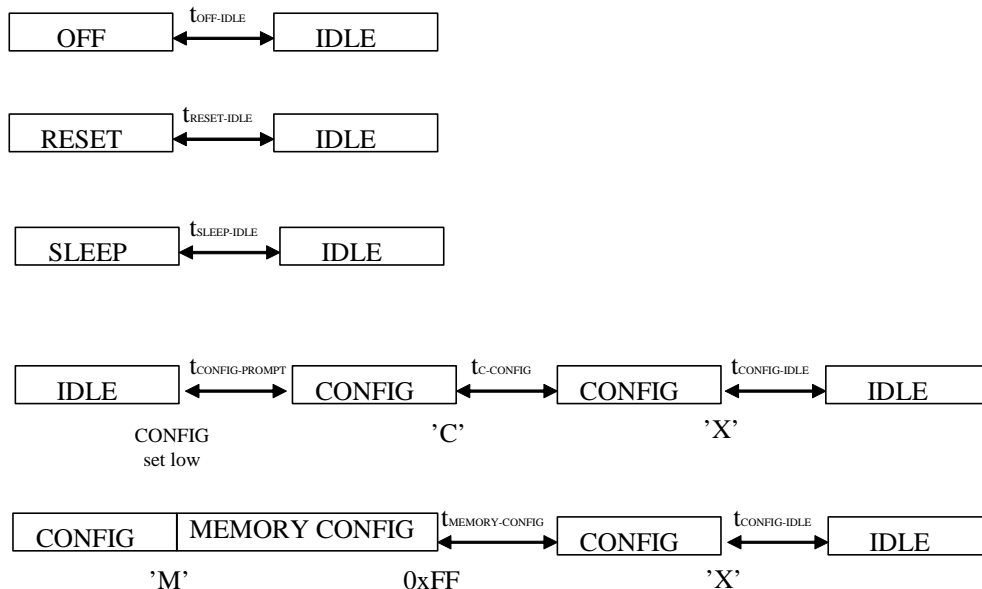 tOFF-IDLE
OFF IDLE
tRESET-IDLE
RESET IDLE
tSLEEP-IDLE
SLEEP IDLE
tCONFIG-PROMPT tC-CONFIG tCONFIG-IDLE
IDLE CONFIG CONFIG IDLE
CONFIG
set low
’C’ ’X’
tMEMORY-CONFIG tCONFIG-IDLE
CONFIG MEMORY CONFIG CONFIG IDLE
’M’ 0xFF ’X’